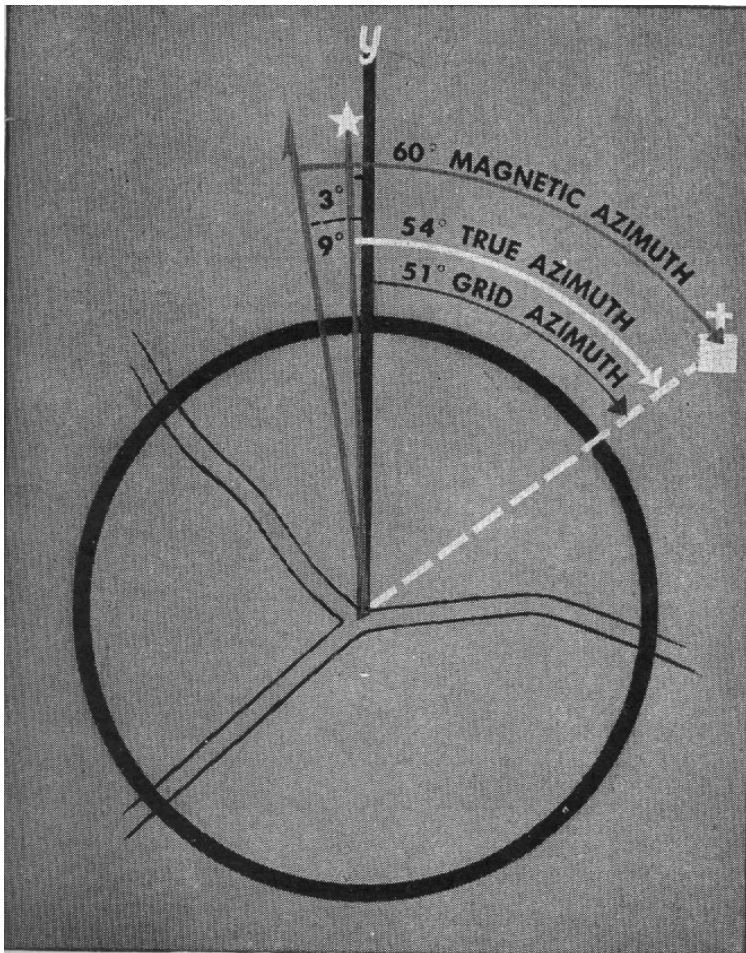 y
60° MAGNETIC AZIMUTH
3°
9°
54° TRUE AZIMUTH
51° GRID AZIMUTH